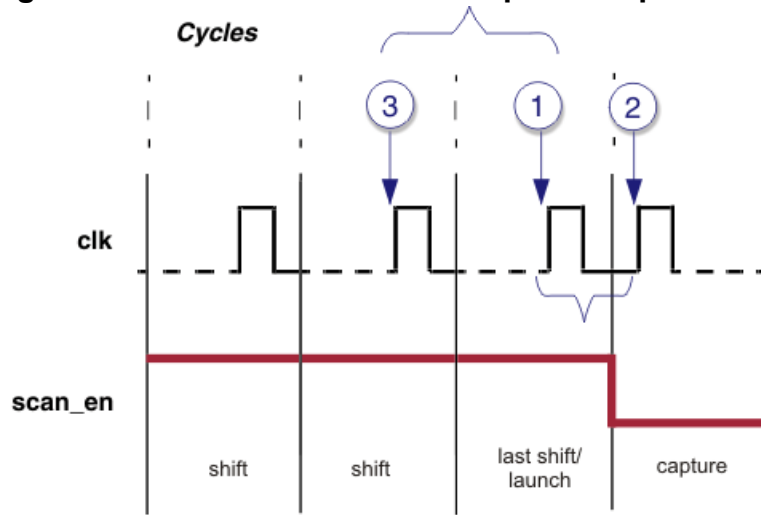 Cycles
3
1
2
clk
scan_en
shift
shift
last shift/
launch
capture